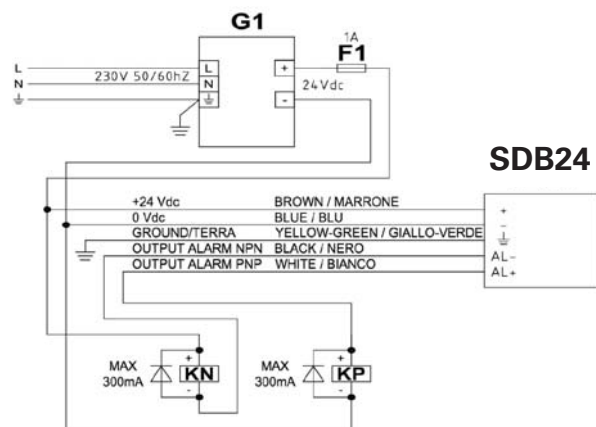 G1
1A
F1
L
L
+
N
230V 50/60hZ
N
24Vdc
-
SDB24
+24 Vdc BROWN / MARRONE +
0 Vdc BLUE / BLU -
GROUND/TERRA YELLOW-GREEN / GIALLO-VERDE
OUTPUT ALARM NPN BLACK / NERO AL-
OUTPUT ALARM PNP WHITE / BIANCO AL+
MAX
300mA
+
KN
-
MAX
300mA
+
KP
-